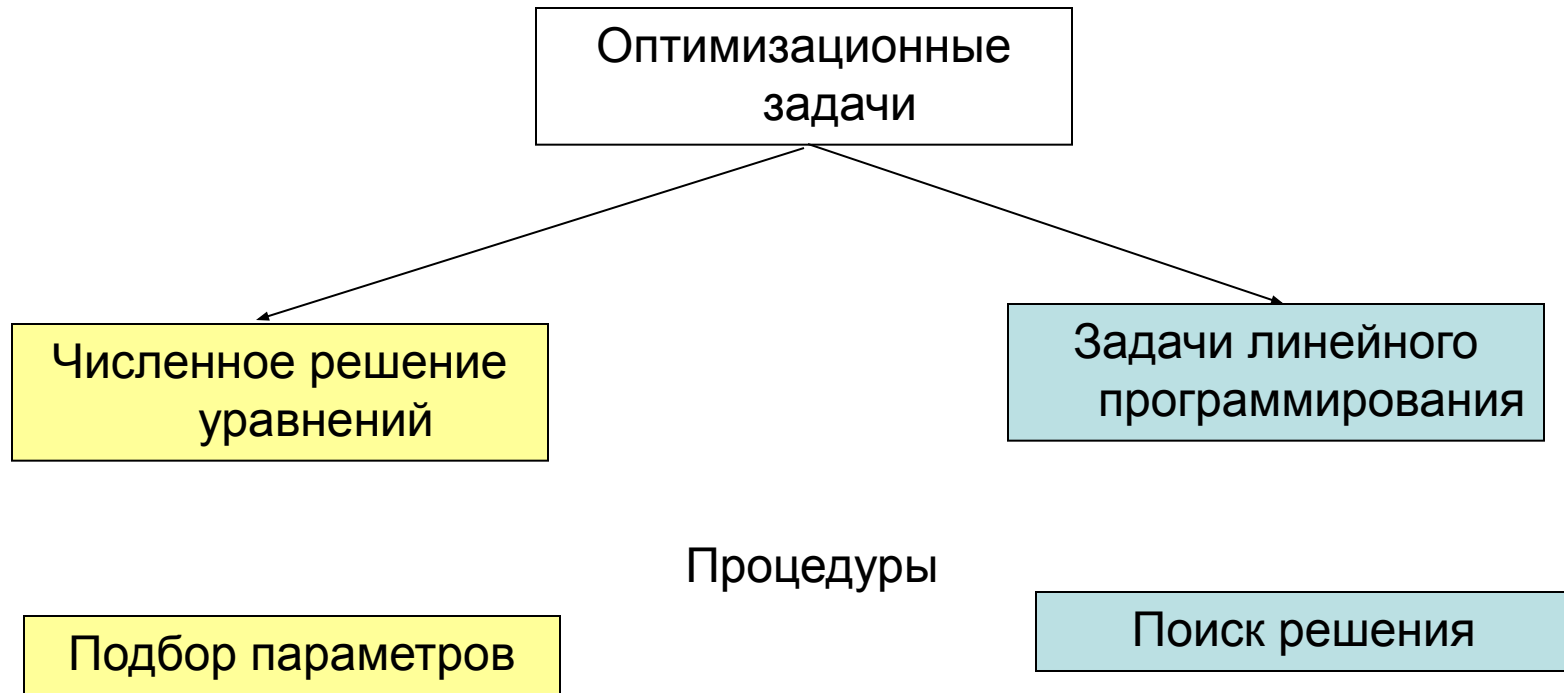 Оптимизационные
задачи
Численное решение
уравнений
Задачи линейного
программирования
Процедуры
Подбор параметров
Поиск решения